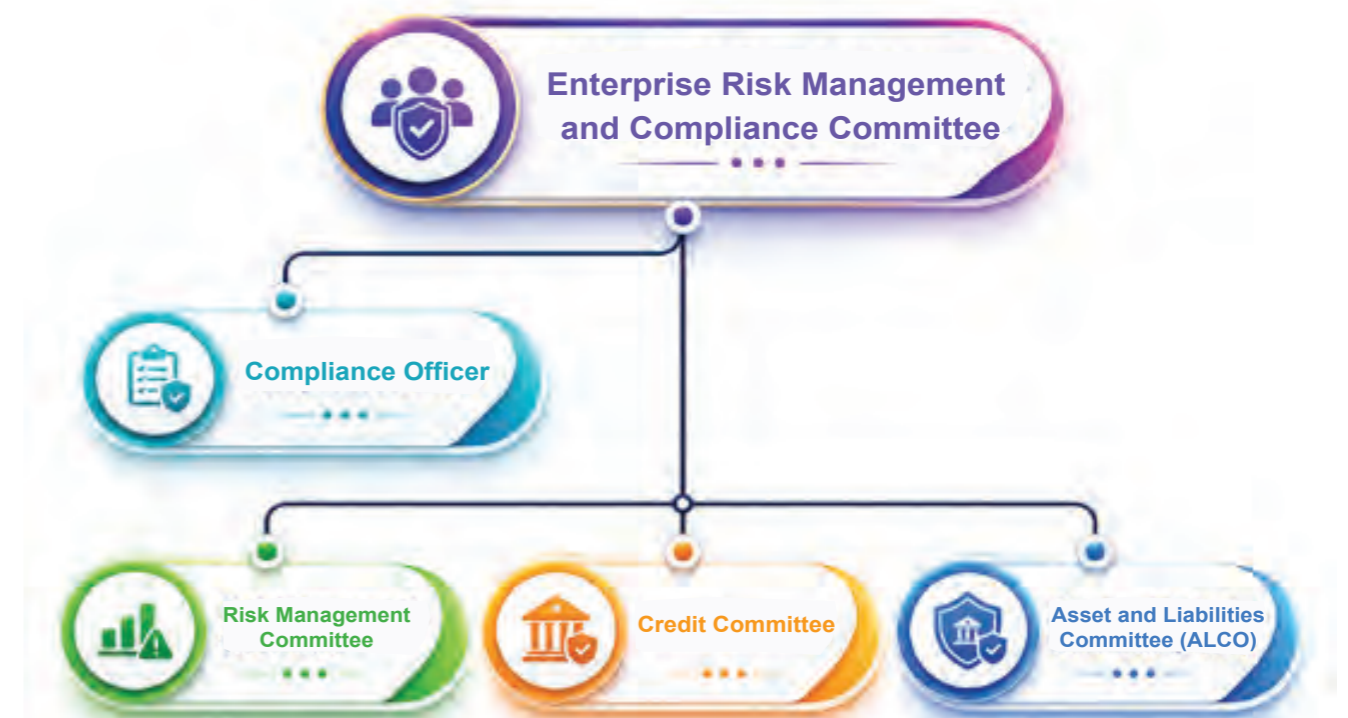 Enterprise Risk Management
and Compliance Committee
Compliance Officer
Risk Management
Committee
Credit Committee
Asset and Liabilities
Committee (ALCO)